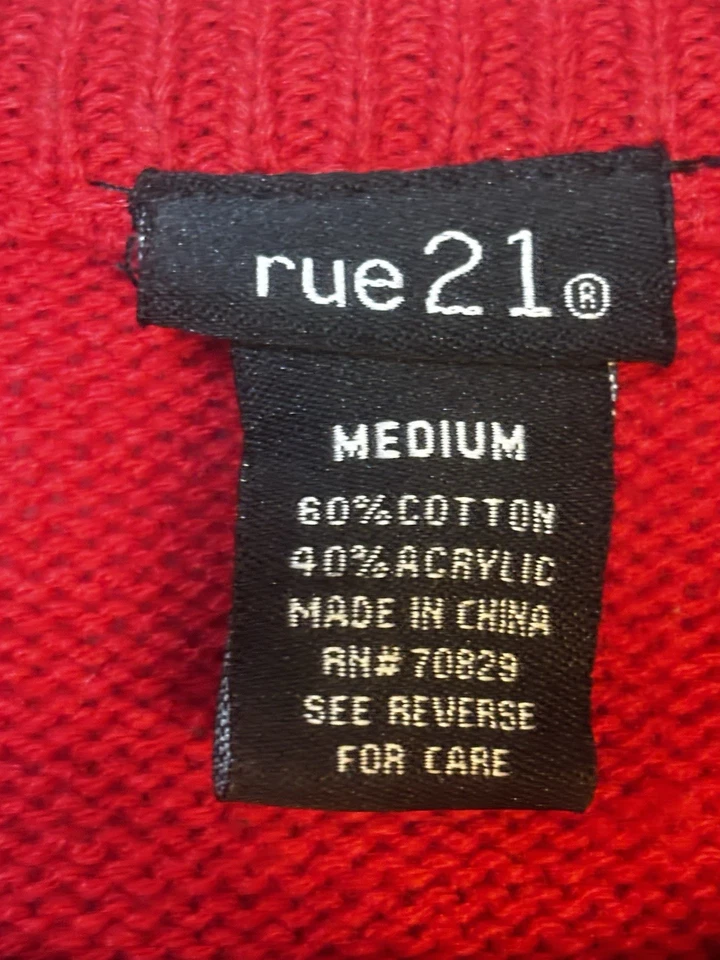 rue21®
MEDIUM
60%COTTON
40%ACRYLIC
MADE IN CHINA
RN#70829
SEE REVERSE
FOR CARE